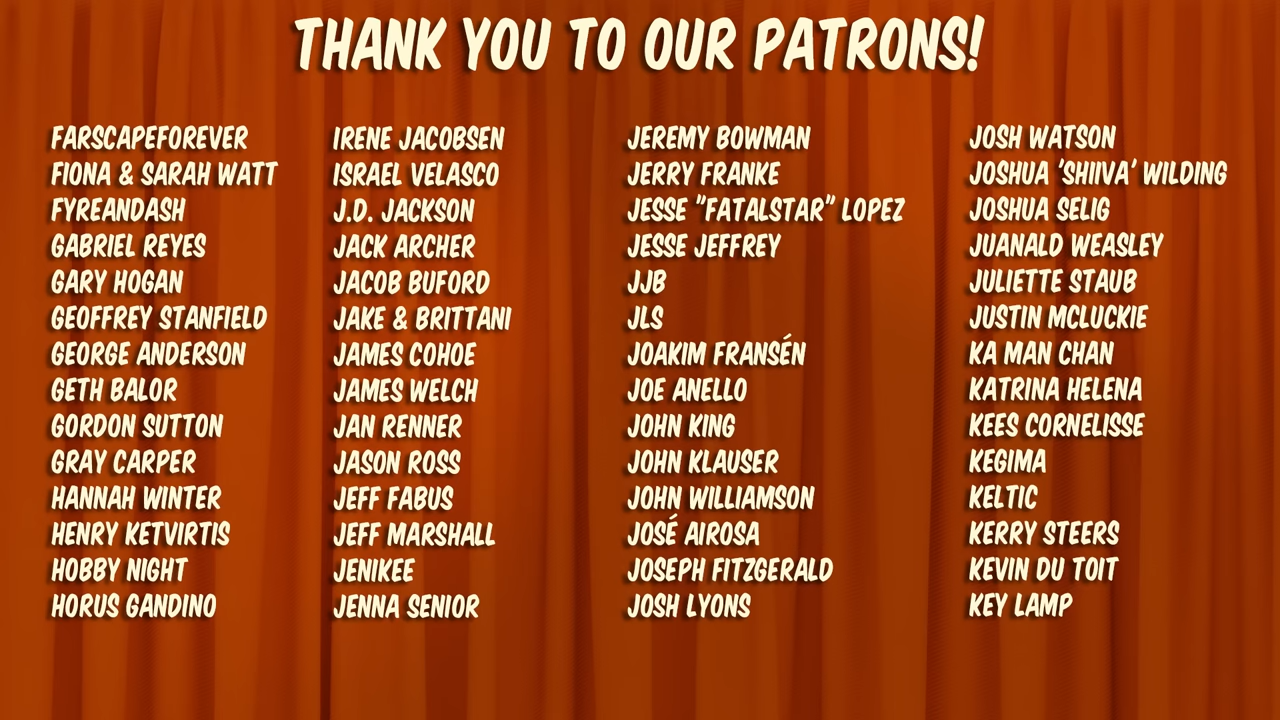 THANK YOU TO OUR PATRONS!
FARSCAPEFOREVER
FIONA & SARAH WATT
FYREANDASH
GABRIEL REYES
GARY HOGAN
GEOFFREY STANFIELD
GEORGE ANDERSON
GETH BALOR
GORDON SUTTON
GRAY CARPER
HANNAH WINTER
HENRY KETVIRTIS
HOBBY NIGHT
HORUS GANDINO
IRENE JACOBSEN
ISRAEL VELASCO
J.D. JACKSON
JACK ARCHER
JACOB BUFORD
JAKE & BRITTANI
JAMES COHOE
JAMES WELCH
JAN RENNER
JASON ROSS
JEFF FABUS
JEFF MARSHALL
JENIKEE
JENNA SENIOR
JEREMY BOWMAN
JERRY FRANKE
JESSE "FATALSTAR" LOPEZ
JESSE JEFFREY
JJB
JLS
JOAKIM FRANSÉN
JOE ANELLO
JOHN KING
JOHN KLAUSER
JOHN WILLIAMSON
JOSÉ AIROSA
JOSEPH FITZGERALD
JOSH LYONS
JOSH WATSON
JOSHUA 'SHIIVA' WILDING
JOSHUA SELIG
JUANALD WEASLEY
JULIETTE STAUB
JUSTIN MCLUCKIE
KA MAN CHAN
KATRINA HELENA
KEES CORNELISSE
KEGIMA
KELTIC
KERRY STEERS
KEVIN DU TOIT
KEY LAMP